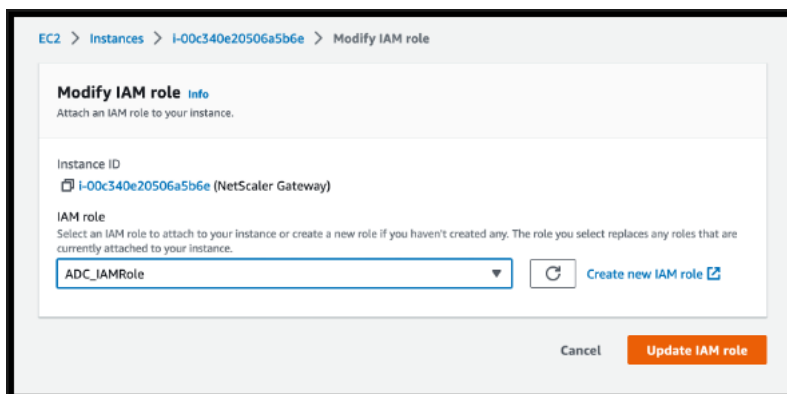 EC2 > Instances > i-00c340e20506a5b6e > Modify IAM role
Modify IAM role Info
Attach an IAM role to your instance.
Instance ID
i-00c340e20506a5b6e (NetScaler Gateway)
IAM role
Select an IAM role to attach to your instance or create a new role if you haven't created any. The role you select replaces any roles that are
currently attached to your instance.
ADC_IAMRole
Create new IAM role
Cancel
Update IAM role